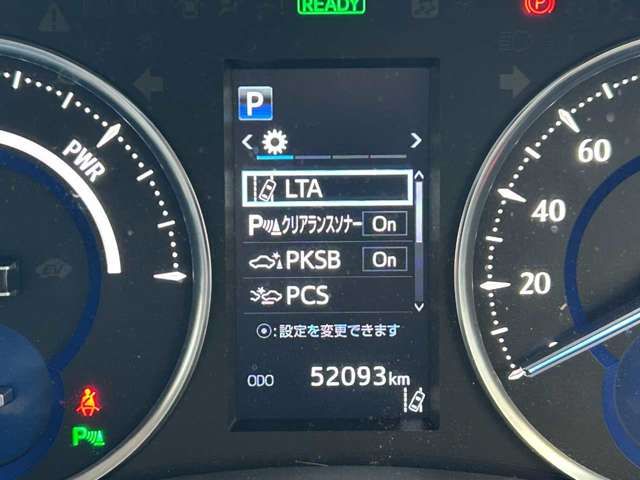 READY
P
P
PWR
LTA
クリアランスソナー On
PKSB On
PCS
:設定を変更できます
ODO 52093km
60
40
20
EV
P